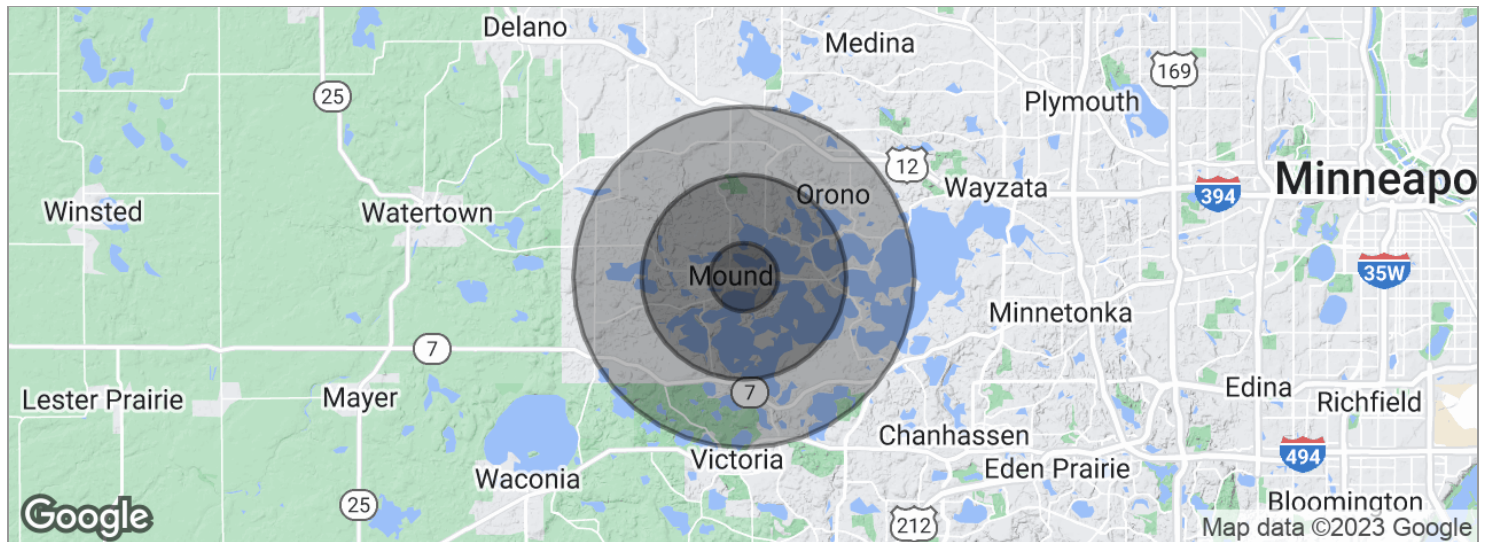 Delano
Medina
169
25
Plymouth
12
Orono
Wayzata
394
Minneapo
Winsted
Watertown
35W
Mound
Minnetonka
7
7
Edina
Lester Prairie
Mayer
Richfield
Chanhassen
Victoria
494
Eden Prairie
Waconia
25
Bloomington
Google
212
Map data ©2023 Google